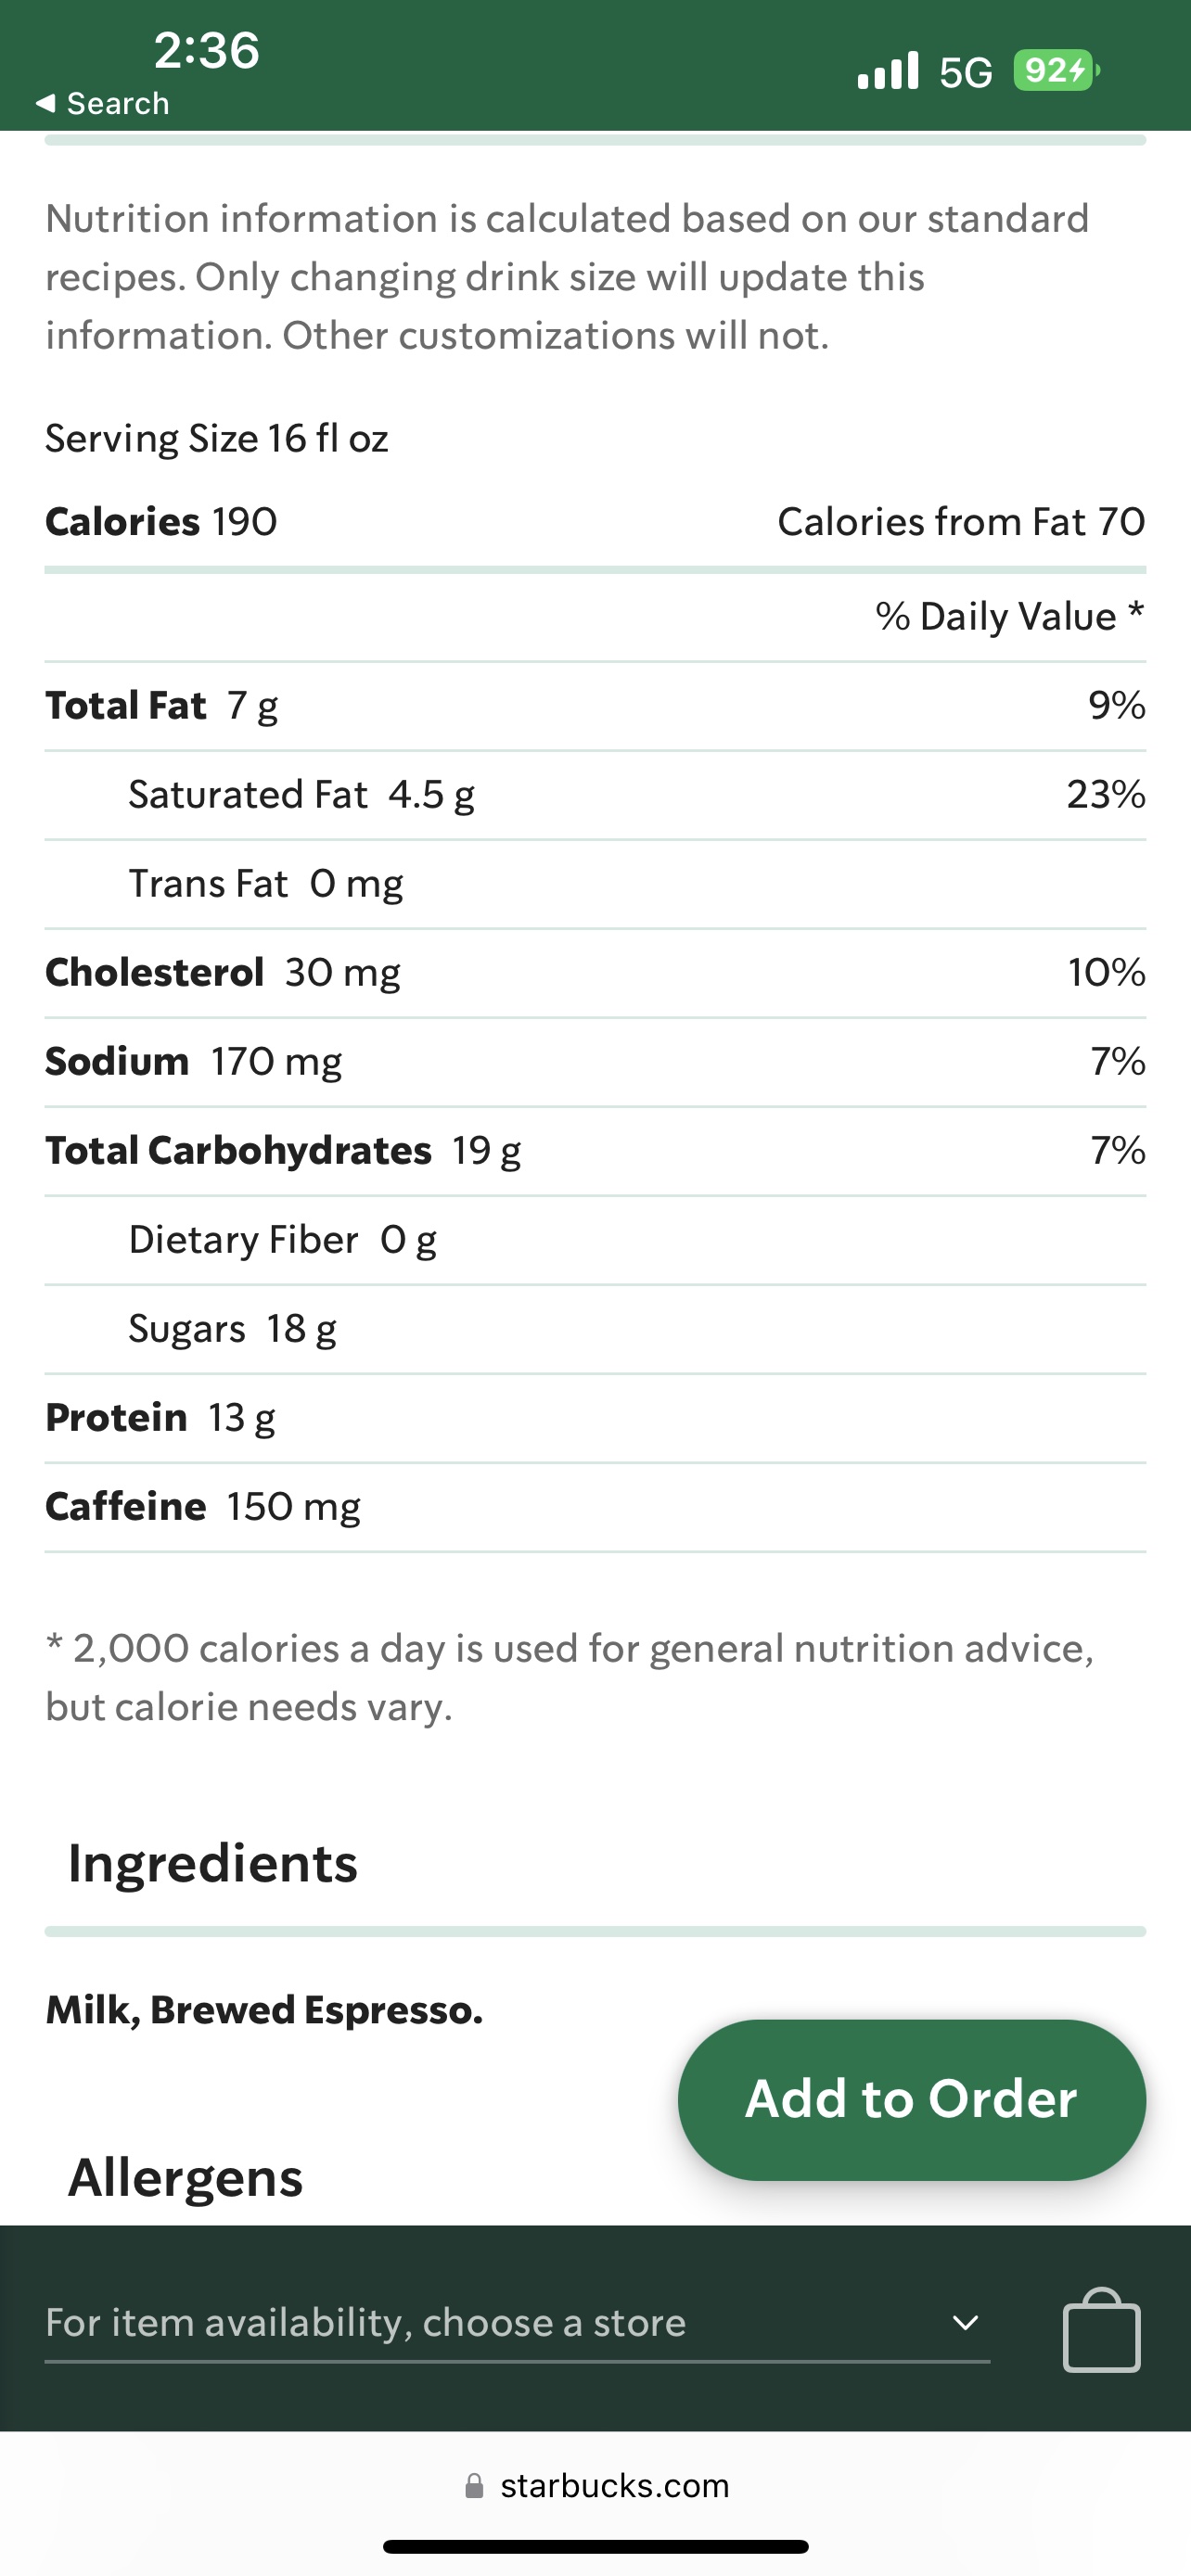 2:36
5G
92
◀ Search
Nutrition information is calculated based on our standard
recipes. Only changing drink size will update this
information. Other customizations will not.
Serving Size 16 fl oz
Calories 190 Calories from Fat 70
% Daily Value *
Total Fat 7 g 9%
Saturated Fat 4.5 g 23%
Trans Fat 0 mg
Cholesterol 30 mg 10%
Sodium 170 mg 7%
Total Carbohydrates 19 g 7%
Dietary Fiber 0 g
Sugars 18 g
Protein 13 g
Caffeine 150 mg
* 2,000 calories a day is used for general nutrition advice,
but calorie needs vary.
Ingredients
Milk, Brewed Espresso.
Add to Order
Allergens
For item availability, choose a store
starbucks.com